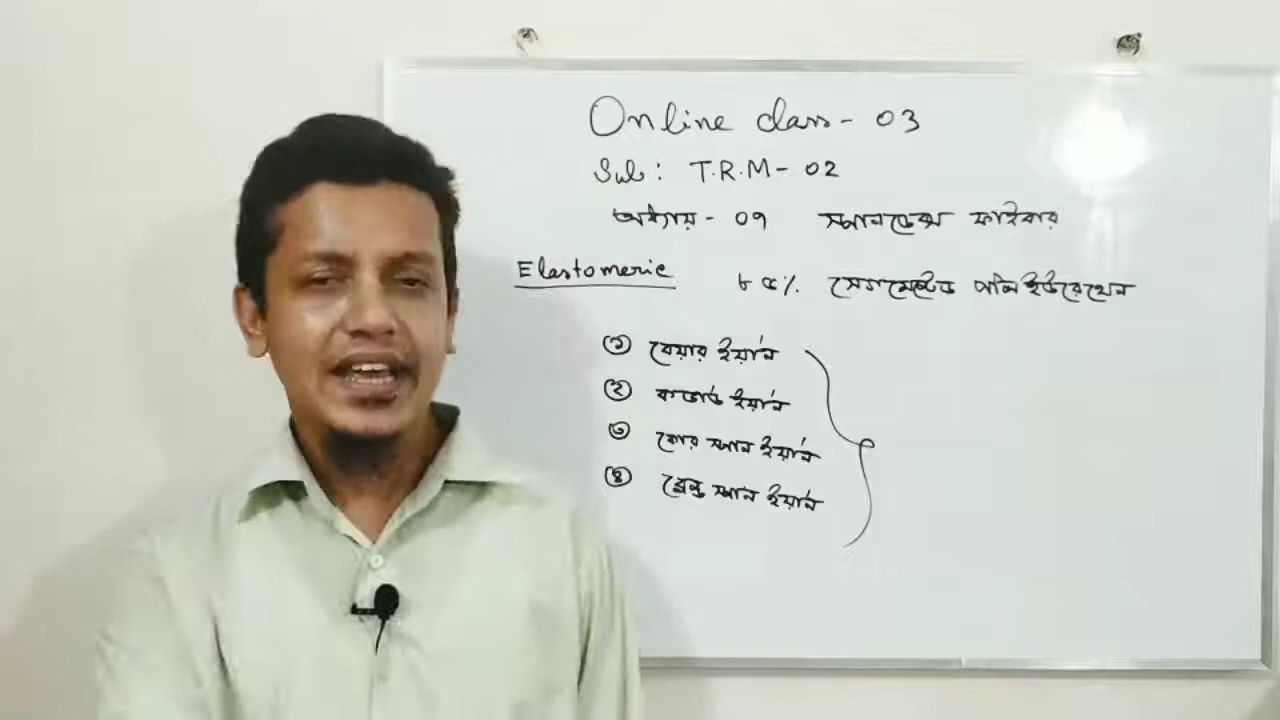 Online class - 03
Sub: T.R.M - 02
অধ্যায় - ০৭ স্পানডেক্স ফাইবার
Elastomeric ৮৫% সেগমেন্টেড পলি ইউরেথেন
① বেয়ার ইয়ার্ন
② কভার্ড ইয়ার্ন
③ কোর স্পান ইয়ার্ন
④ ব্লেন্ড স্পান ইয়ার্ন